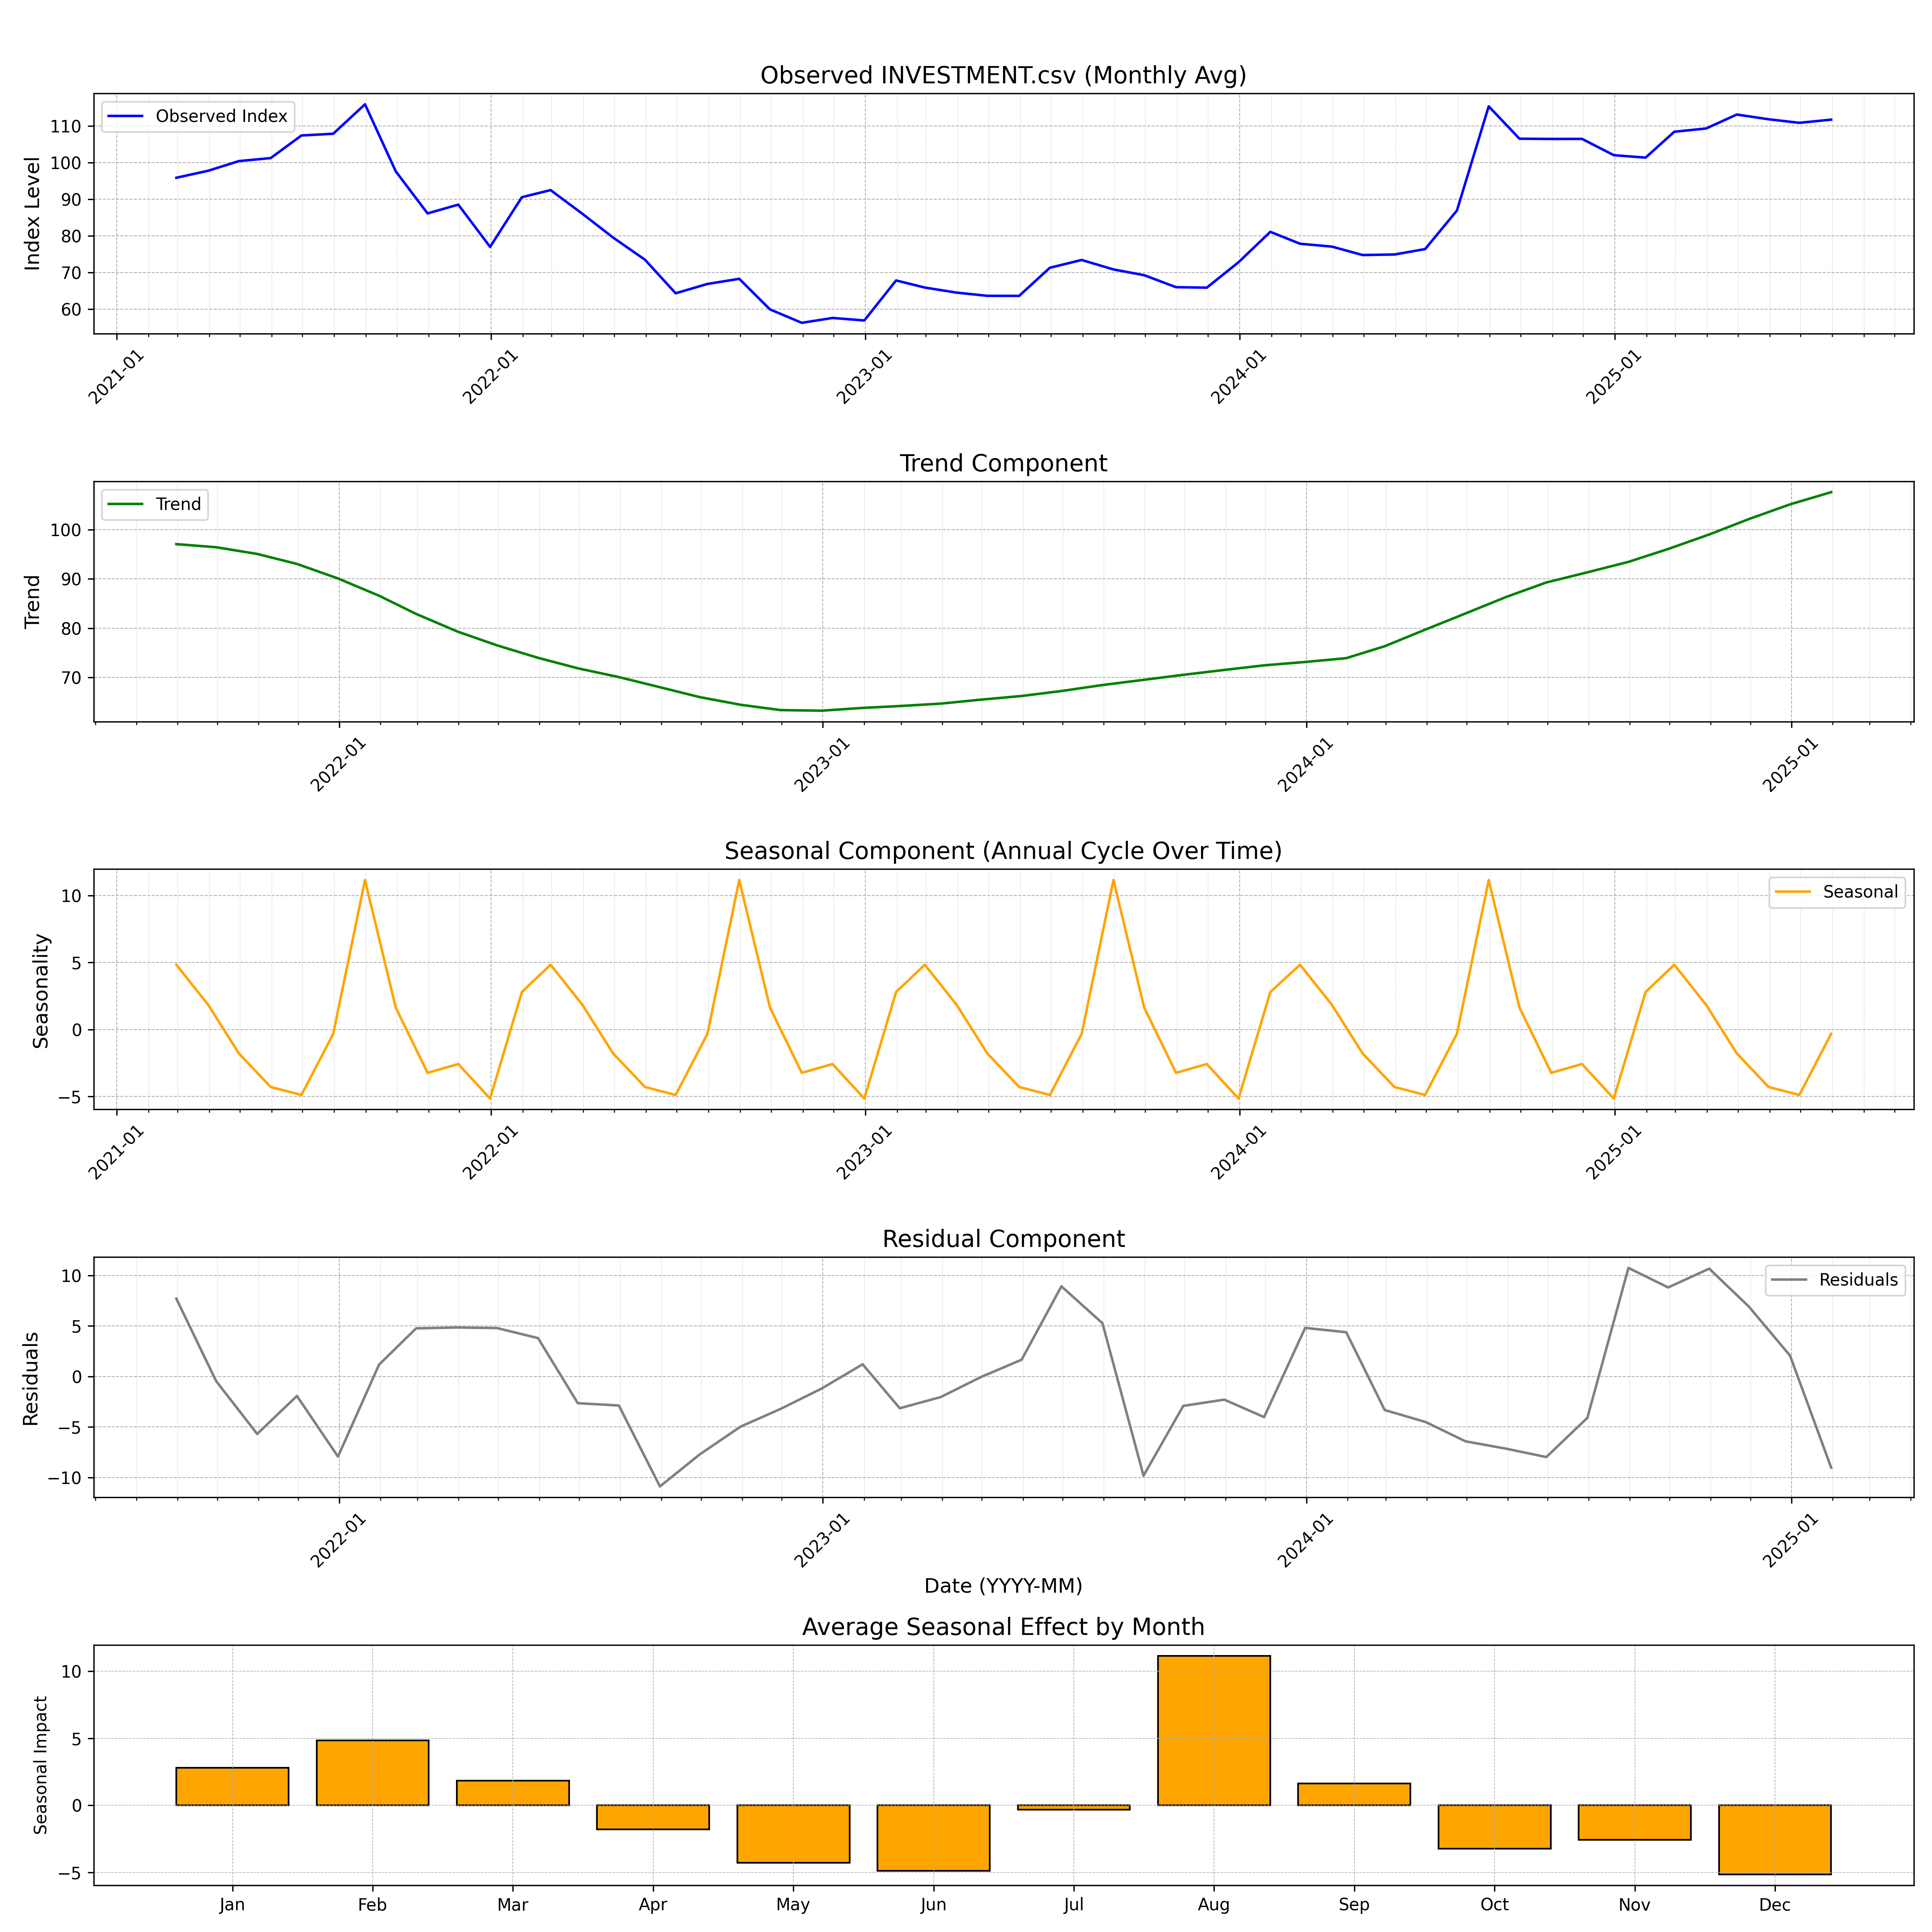 Observed INVESTMENT.csv (Monthly Avg)
Observed Index
Index Level
110
100
90
80
70
60
2021-01
2022-01
2023-01
2024-01
2025-01
Trend Component
Trend
Trend
100
90
80
70
2022-01
2023-01
2024-01
2025-01
Seasonal Component (Annual Cycle Over Time)
Seasonal
Seasonality
10
5
0
−5
2021-01
2022-01
2023-01
2024-01
2025-01
Residual Component
Residuals
Residuals
10
5
0
−5
−10
2022-01
2023-01
2024-01
2025-01
Date (YYYY-MM)
Average Seasonal Effect by Month
Seasonal Impact
10
5
0
−5
Jan
Feb
Mar
Apr
May
Jun
Jul
Aug
Sep
Oct
Nov
Dec